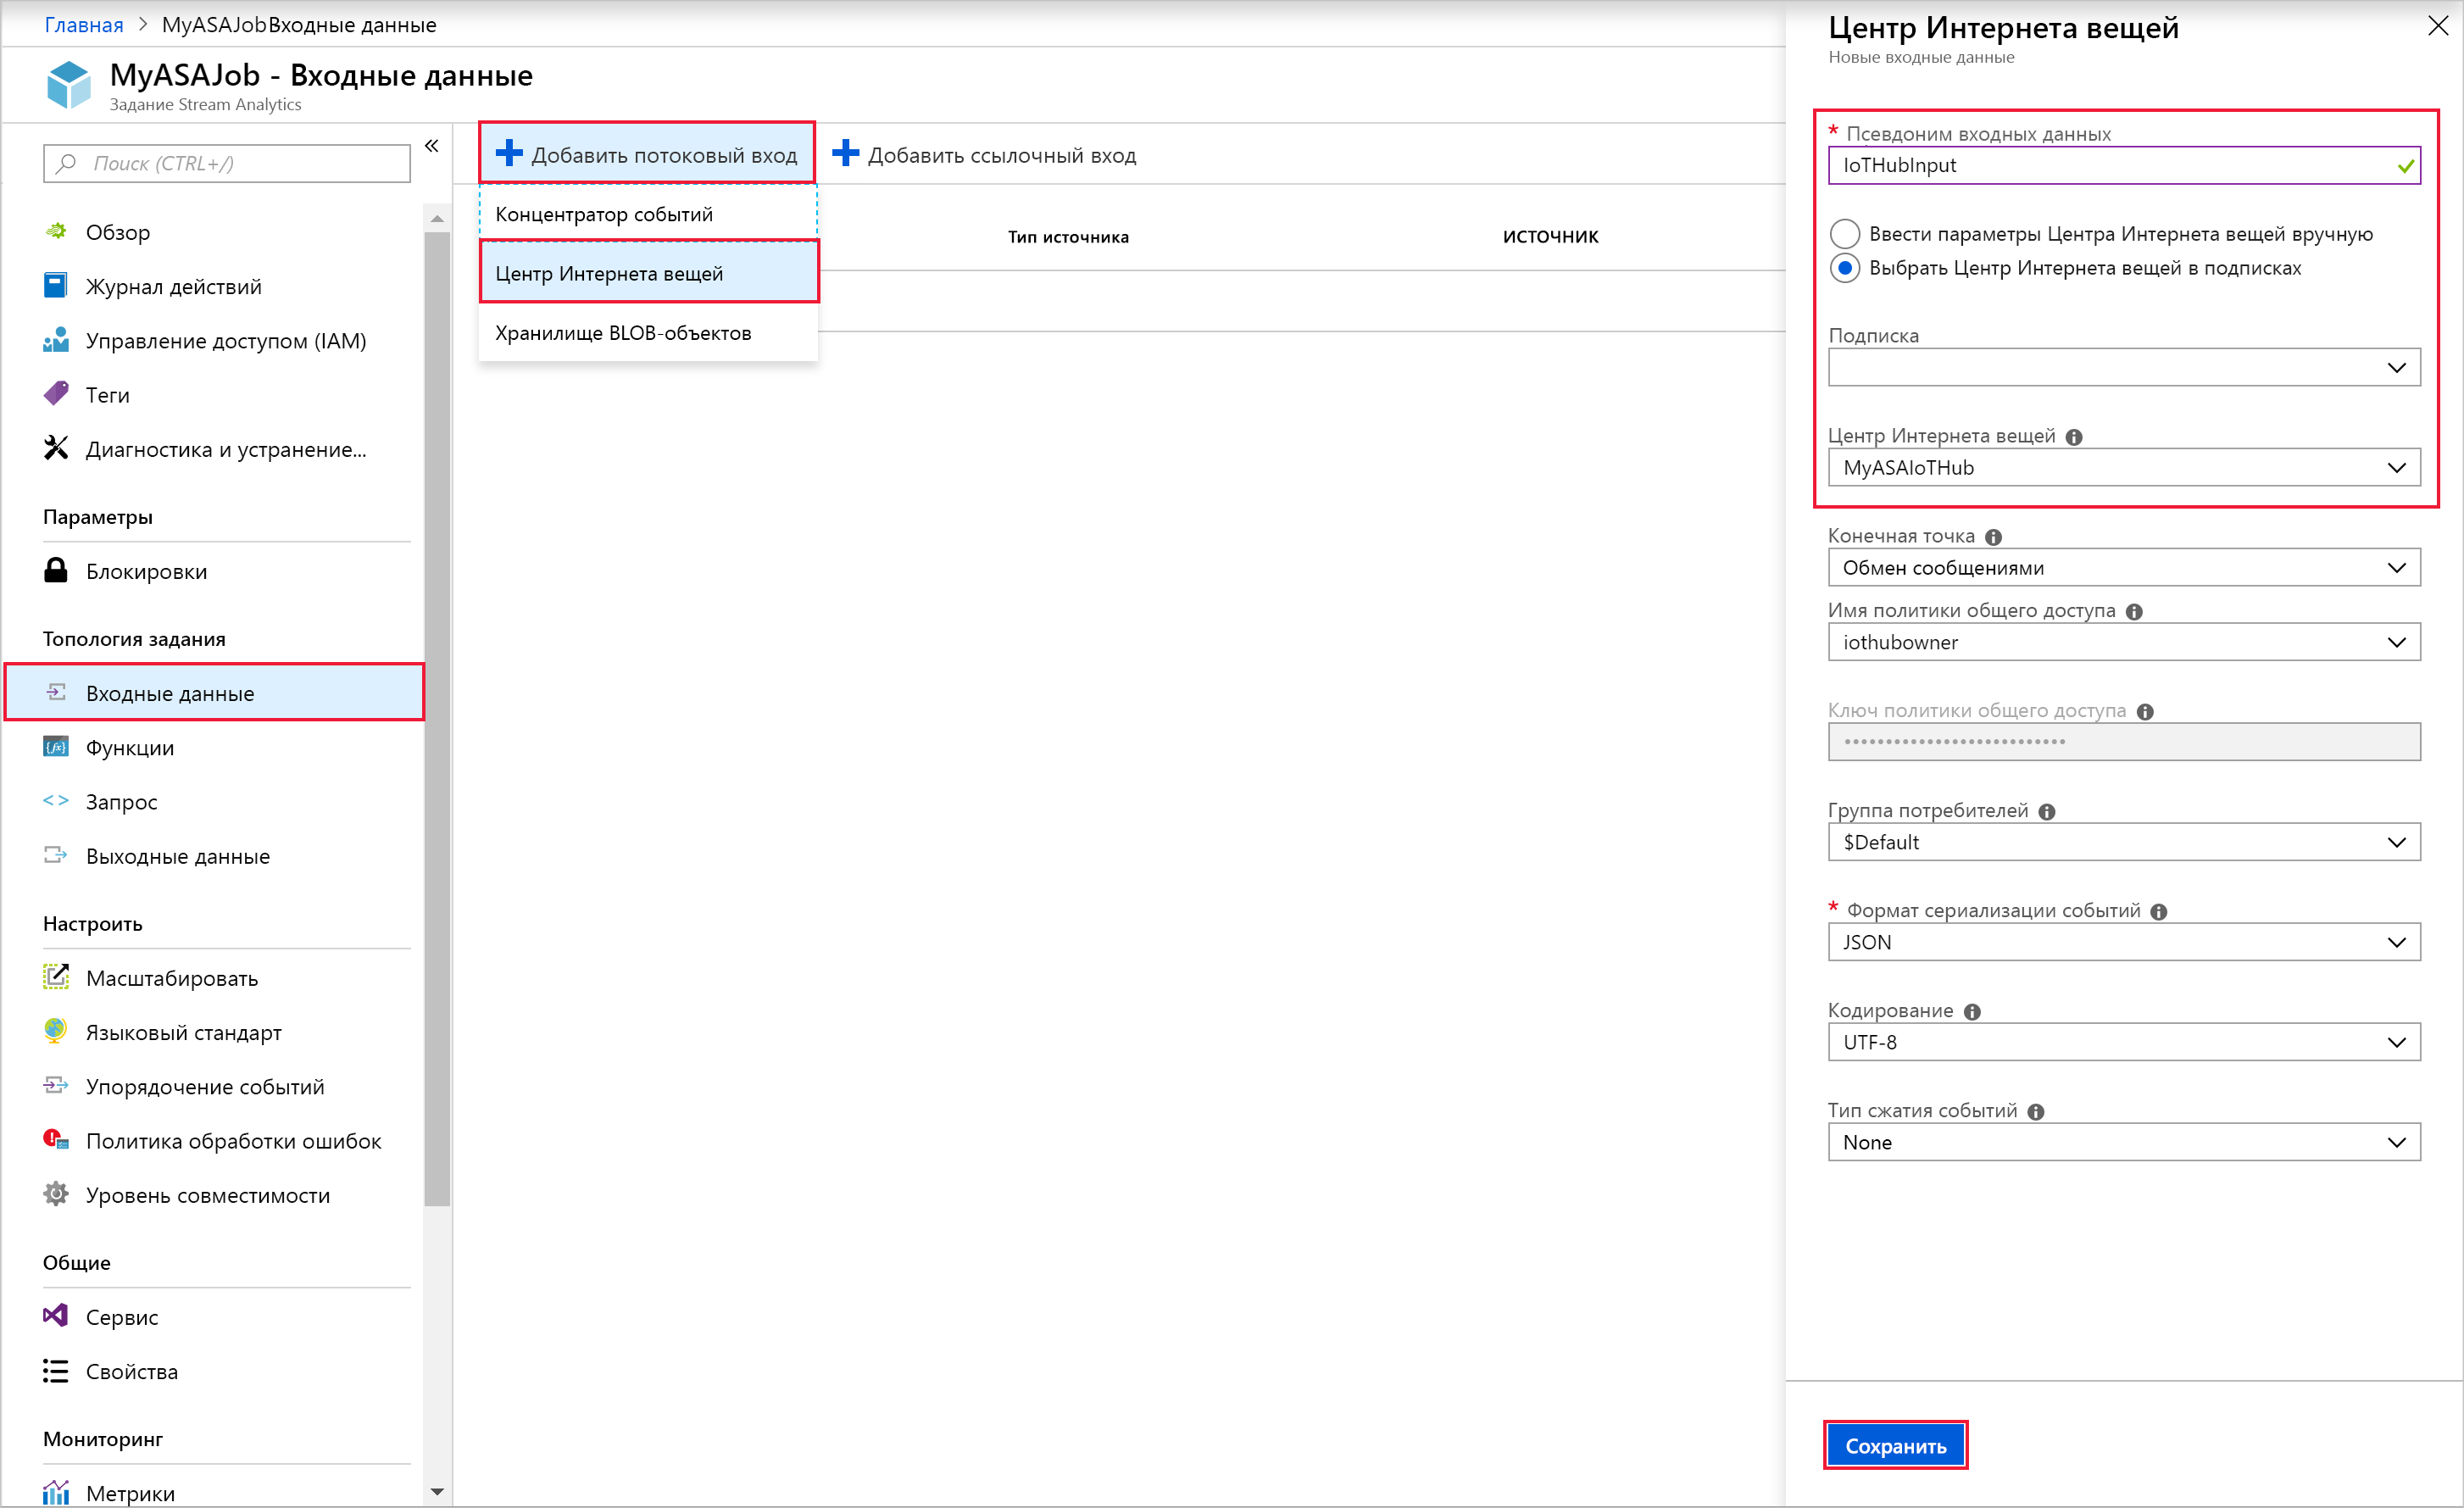 Главная > MyASAJobВходные данные
MyASAJob - Входные данные
Задание Stream Analytics
Поиск (CTRL+/)
Обзор
Журнал действий
Управление доступом (IAM)
Теги
Диагностика и устранение...
Параметры
Блокировки
Топология задания
Входные данные
Функции
Запрос
Выходные данные
Настроить
Масштабировать
Языковый стандарт
Упорядочение событий
Политика обработки ошибок
Уровень совместимости
Общие
Сервис
Свойства
Мониторинг
Метрики
Добавить потоковый вход
Добавить ссылочный вход
Концентратор событий
Центр Интернета вещей
Хранилище BLOB-объектов
Тип источника
ИСТОЧНИК
Центр Интернета вещей
Новые входные данные
* Псевдоним входных данных
IoTHubInput
Ввести параметры Центра Интернета вещей вручную
Выбрать Центр Интернета вещей в подписках
Подписка
Центр Интернета вещей
MyASAIoTHub
Конечная точка
Обмен сообщениями
Имя политики общего доступа
iothubowner
Ключ политики общего доступа
Группа потребителей
$Default
* Формат сериализации событий
JSON
Кодирование
UTF-8
Тип сжатия событий
None
Сохранить